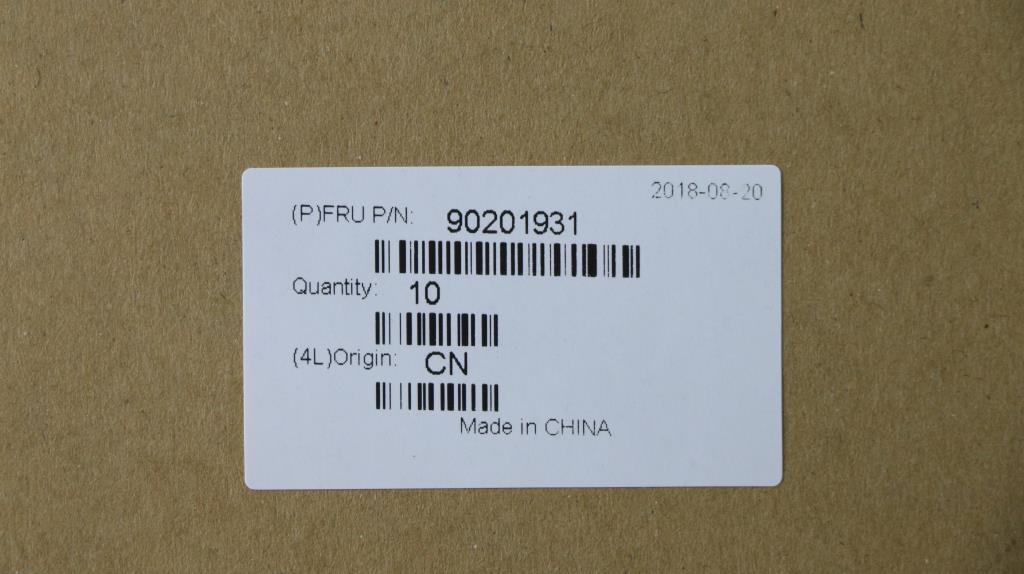 2018-08-20
(P)FRU P/N: 90201931
Quantity: 10
(4L)Origin: CN
Made in CHINA